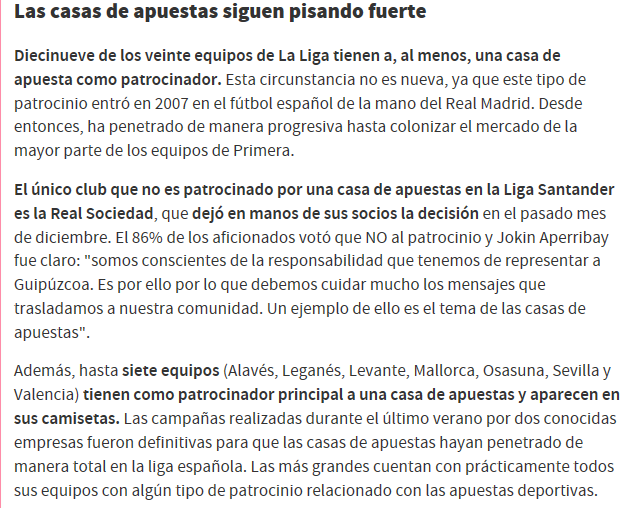 Las casas de apuestas siguen pisando fuerte
Diecinueve de los veinte equipos de La Liga tienen a, al menos, una casa de
apuesta como patrocinador. Esta circunstancia no es nueva, ya que este tipo de
patrocinio entró en 2007 en el fútbol español de la mano del Real Madrid. Desde
entonces, ha penetrado de manera progresiva hasta colonizar el mercado de la
mayor parte de los equipos de Primera.
El único club que no es patrocinado por una casa de apuestas en la Liga Santander
es la Real Sociedad, que dejó en manos de sus socios la decisión en el pasado mes
de diciembre. El 86% de los aficionados votó que NO al patrocinio y Jokin Aperribay
fue claro: "somos conscientes de la responsabilidad que tenemos de representar a
Guipúzcoa. Es por ello por lo que debemos cuidar mucho los mensajes que
trasladamos a nuestra comunidad. Un ejemplo de ello es el tema de las casas de
apuestas".
Además, hasta siete equipos (Alavés, Leganés, Levante, Mallorca, Osasuna, Sevilla y
Valencia) tienen como patrocinador principal a una casa de apuestas y aparecen en
sus camisetas. Las campañas realizadas durante el último verano por dos conocidas
empresas fueron definitivas para que las casas de apuestas hayan penetrado de
manera total en la liga española. Las más grandes cuentan con prácticamente todos
sus equipos con algún tipo de patrocinio relacionado con las apuestas deportivas.